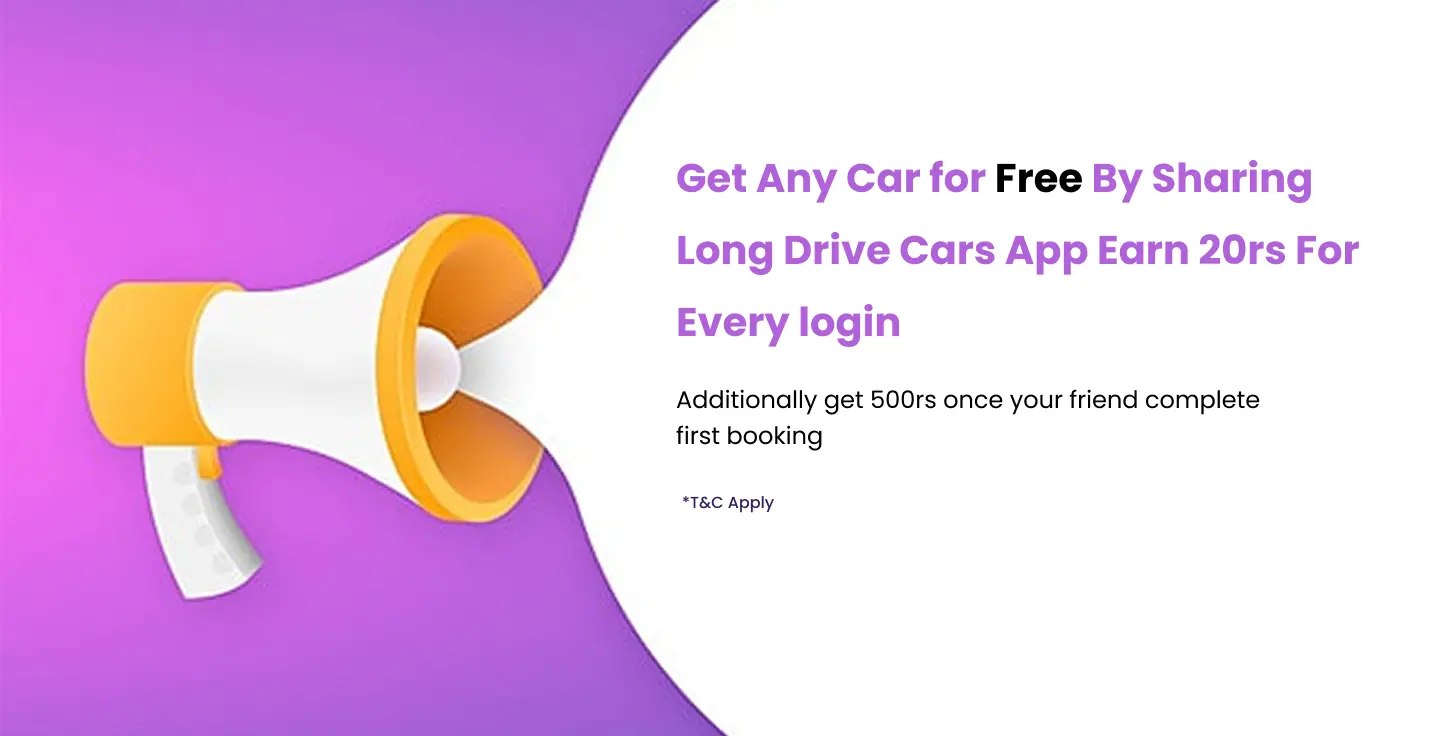 Get Any Car for Free By Sharing
Long Drive Cars App Earn 20rs For
Every login
Additionally get 500rs once your friend complete
first booking
*T&C Apply